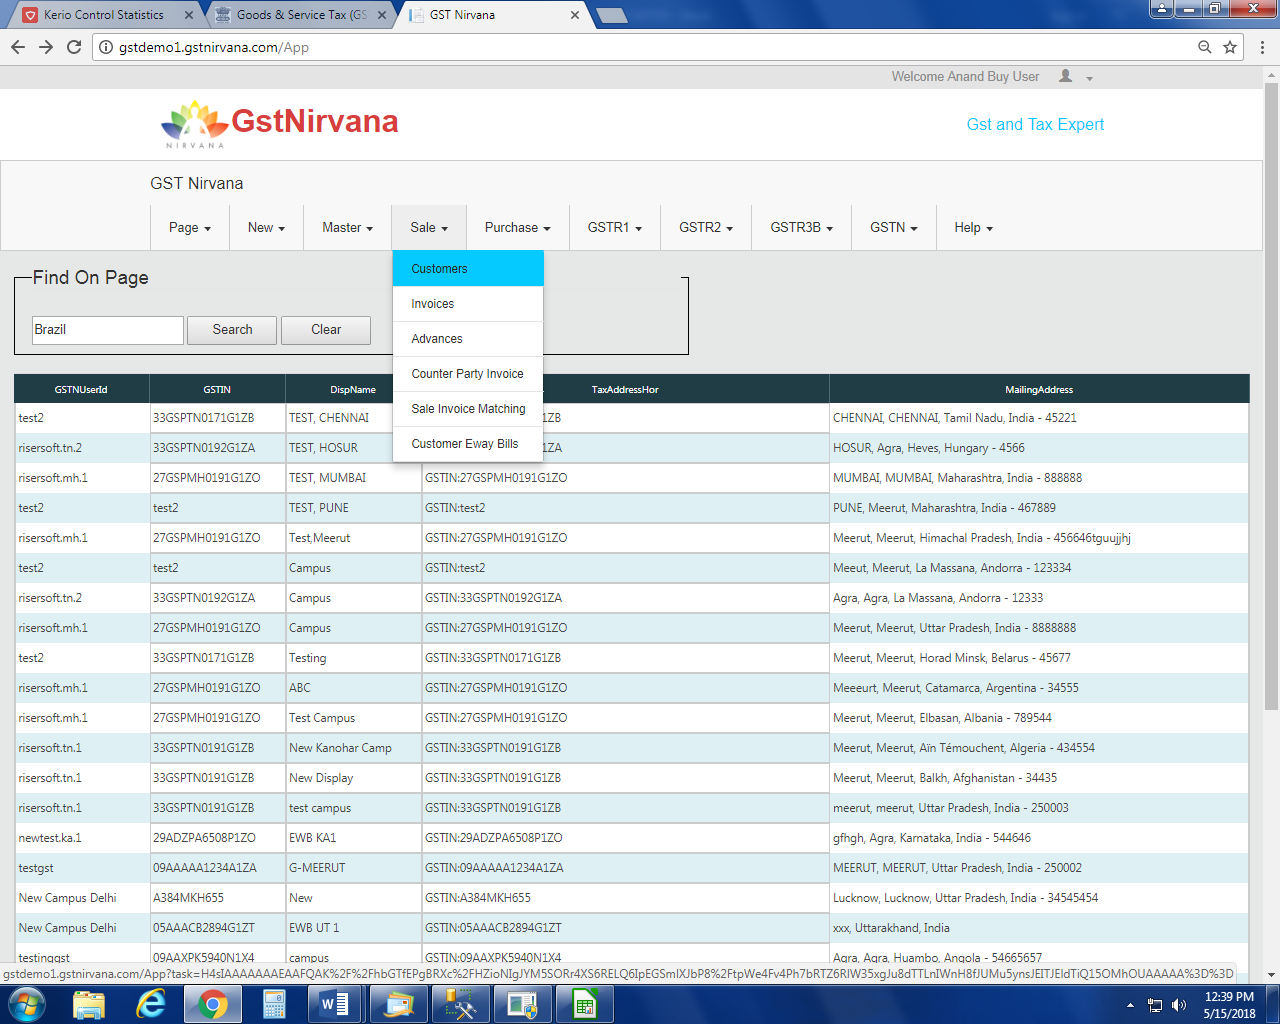 Kerio Control Statistics
Goods & Service Tax (GS
GST Nirvana
gstdemo1.gstnirvana.com/App
Welcome Anand Buy User
NIRVANA
GstNirvana
Gst and Tax Expert
GST Nirvana
Page New Master Sale Purchase GSTR1 GSTR2 GSTR3B GSTN Help
Customers
Invoices
Advances
Counter Party Invoice
Sale Invoice Matching
Customer Eway Bills
Find On Page
Brazil Search Clear
GSTNUserId GSTIN DispName TaxAddressHor MailingAddress
test2 33GSPTN0171G1ZB TEST, CHENNAI 1ZB CHENNAI, CHENNAI, Tamil Nadu, India - 45221
risersoft.tn.2 33GSPTN0192G1ZA TEST, HOSUR 1ZA HOSUR, Agra, Heves, Hungary - 4566
risersoft.mh.1 27GSPMH0191G1ZO TEST, MUMBAI GSTIN:27GSPMH0191G1ZO MUMBAI, MUMBAI, Maharashtra, India - 888888
test2 test2 TEST, PUNE GSTIN:test2 PUNE, Meerut, Maharashtra, India - 467889
risersoft.mh.1 27GSPMH0191G1ZO Test,Meerut GSTIN:27GSPMH0191G1ZO Meerut, Meerut, Himachal Pradesh, India - 456646tguujjhj
test2 test2 Campus GSTIN:test2 Meeut, Meerut, La Massana, Andorra - 123334
risersoft.tn.2 33GSPTN0192G1ZA Campus GSTIN:33GSPTN0192G1ZA Agra, Agra, La Massana, Andorra - 12333
risersoft.mh.1 27GSPMH0191G1ZO Campus GSTIN:27GSPMH0191G1ZO Meerut, Meerut, Uttar Pradesh, India - 8888888
test2 33GSPTN0171G1ZB Testing GSTIN:33GSPTN0171G1ZB Meerut, Meerut, Horad Minsk, Belarus - 45677
risersoft.mh.1 27GSPMH0191G1ZO ABC GSTIN:27GSPMH0191G1ZO Meeeurt, Meerut, Catamarca, Argentina - 34555
risersoft.mh.1 27GSPMH0191G1ZO Test Campus GSTIN:27GSPMH0191G1ZO Meerut, Meerut, Elbasan, Albania - 789544
risersoft.tn.1 33GSPTN0191G1ZB New Kanohar Camp GSTIN:33GSPTN0191G1ZB Meerut, Meerut, Aïn Témouchent, Algeria - 434554
risersoft.tn.1 33GSPTN0191G1ZB New Display GSTIN:33GSPTN0191G1ZB Meerut, Meerut, Balkh, Afghanistan - 34435
risersoft.tn.1 33GSPTN0191G1ZB test campus GSTIN:33GSPTN0191G1ZB meerut, meerut, Uttar Pradesh, India - 250003
newtest.ka.1 29ADZPA6508P1ZO EWB KA1 GSTIN:29ADZPA6508P1ZO gfhgh, Agra, Karnataka, India - 544646
testgst 09AAAAA1234A1ZA G-MEERUT GSTIN:09AAAAA1234A1ZA MEERUT, MEERUT, Uttar Pradesh, India - 250002
New Campus Delhi A384MKH655 New GSTIN:A384MKH655 Lucknow, Lucknow, Uttar Pradesh, India - 34545454
New Campus Delhi 05AAACB2894G1ZT EWB UT 1 GSTIN:05AAACB2894G1ZT xxx, Uttarakhand, India
testinggst 09AAXPK5940N1X4 campus GSTIN:09AAXPK5940N1X4 Agra, Agra, Huambo, Angola - 54665657
12:39 PM
5/15/2018